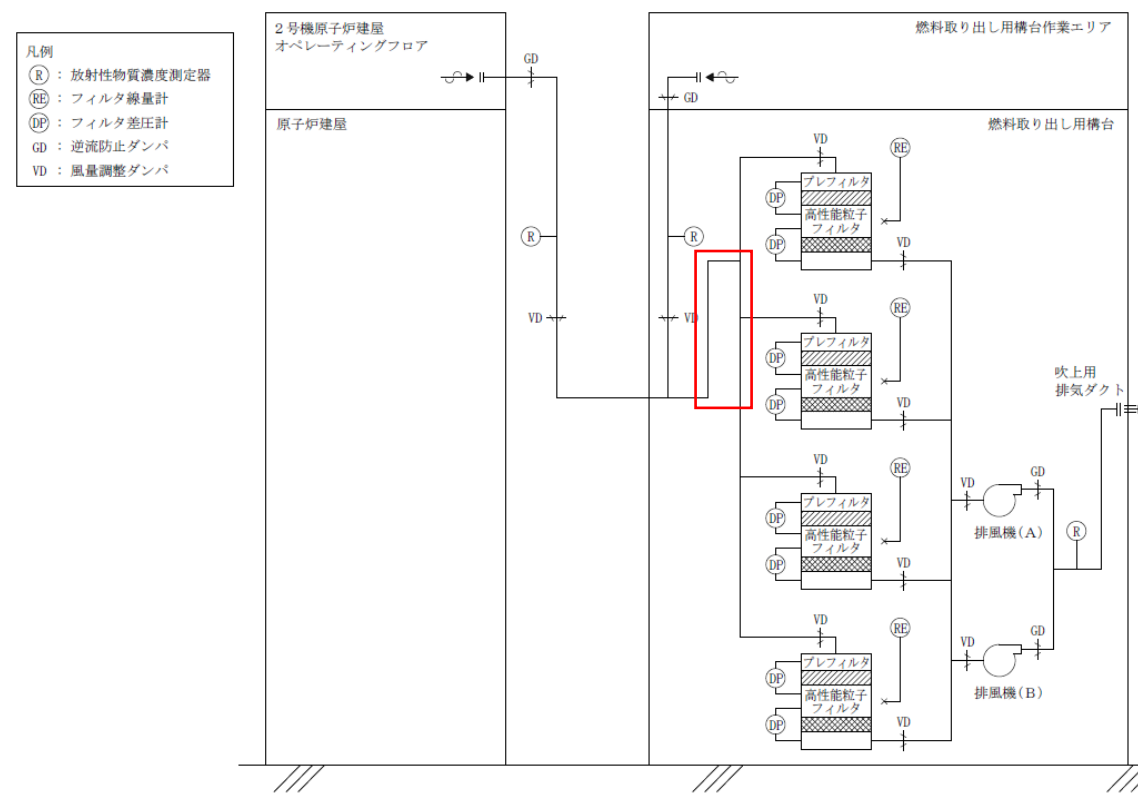 凡例
R : 放射性物質濃度測定器
RE : フィルタ線量計
DP : フィルタ差圧計
GD : 逆流防止ダンパ
VD : 風量調整ダンパ
2号機原子炉建屋
オペレーティングフロア
GD
原子炉建屋
R
VD
燃料取り出し用構台作業エリア
GD
燃料取り出し用構台
R
VD
VD
RE
プレフィルタ
DP
高性能粒子
フィルタ
DP
VD
VD
RE
プレフィルタ
DP
高性能粒子
フィルタ
DP
VD
VD
RE
プレフィルタ
DP
高性能粒子
フィルタ
DP
VD
VD
RE
プレフィルタ
DP
高性能粒子
フィルタ
DP
VD
VD
GD
排風機(A)
R
VD
GD
排風機(B)
吹上用
排気ダクト